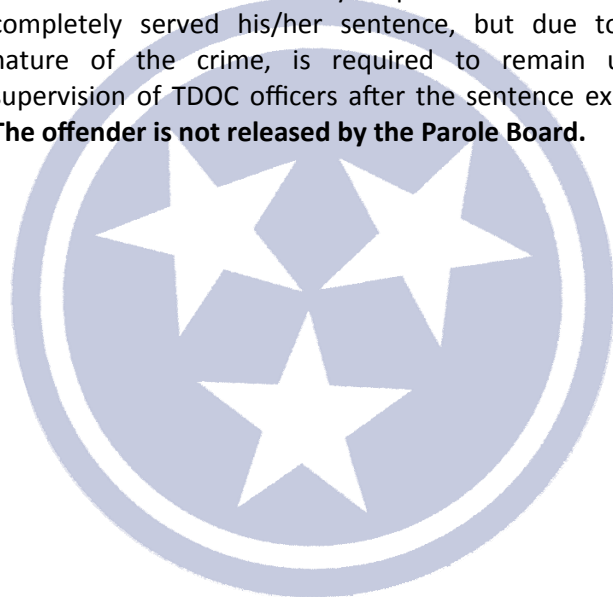 completely served his/her sentence, but due to
nature of the crime, is required to remain
supervision of TDOC officers after the sentence
The offender is not released by the Parole Board.